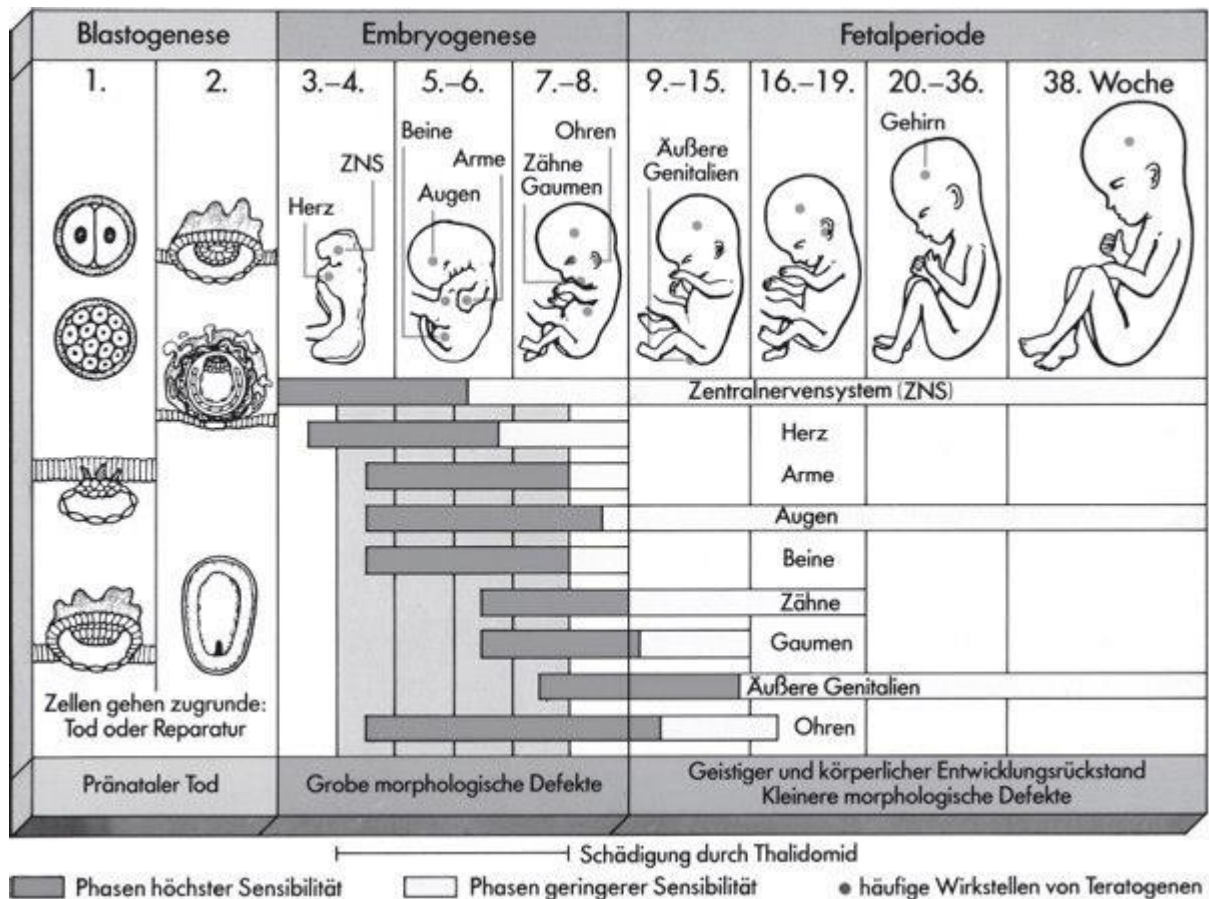 Blastogenese
Embryogenese
Fetalperiode
1.
2.
3.–4.
5.–6.
7.–8.
9.–15.
16.–19.
20.–36.
38. Woche
Herz
ZNS
Beine
Augen
Arme
Ohren
Zähne
Gaumen
Äußere
Genitalien
Gehirn
Zentralnervensystem (ZNS)
Herz
Arme
Augen
Beine
Zähne
Gaumen
Äußere Genitalien
Ohren
Zellen gehen zugrunde:
Tod oder Reparatur
Pränataler Tod
Grobe morphologische Defekte
Geistiger und körperlicher Entwicklungsrückstand
Kleinere morphologische Defekte
Schädigung durch Thalidomid
Phasen höchster Sensibilität
Phasen geringerer Sensibilität
häufige Wirkstellen von Teratogenen